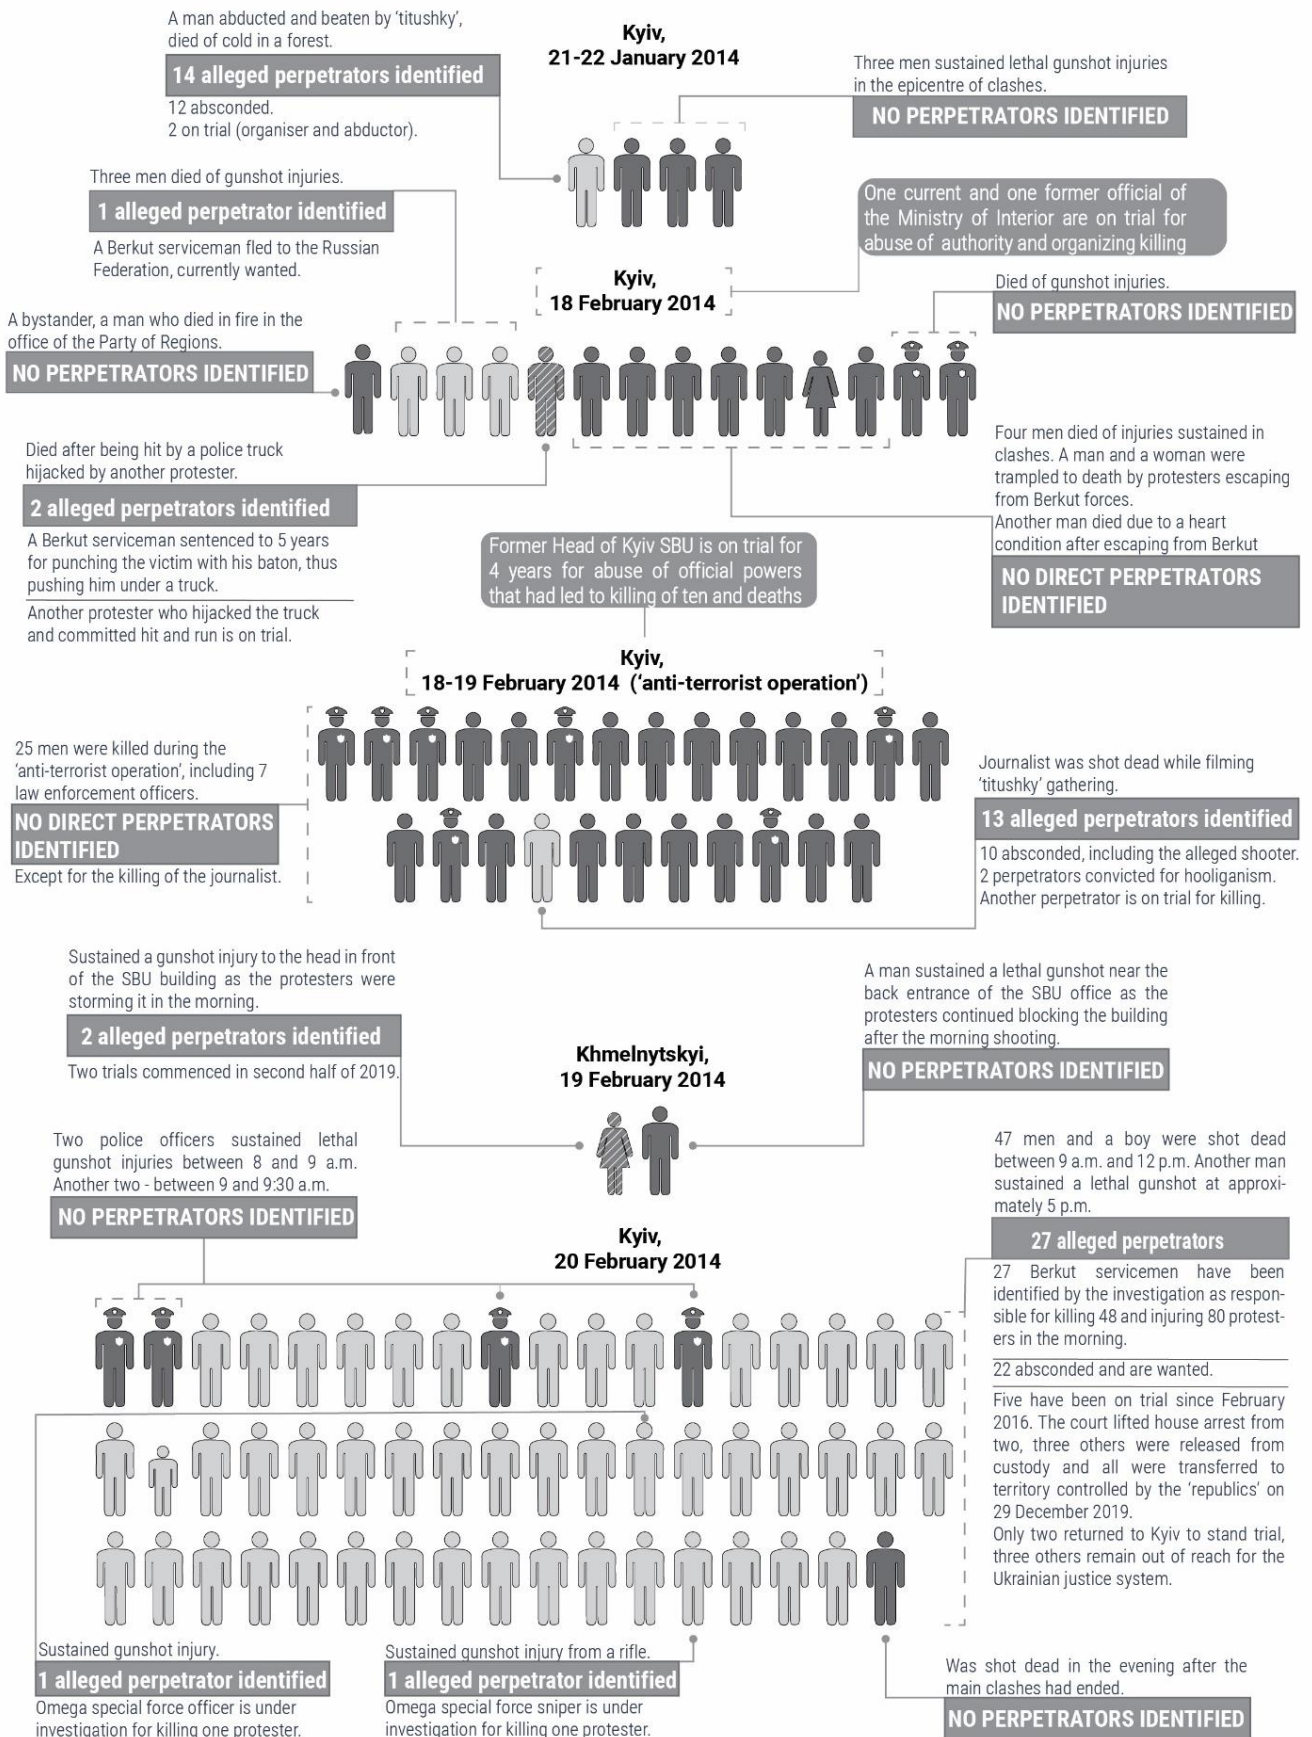 A man abducted and beaten by ‘titushky’,
died of cold in a forest.
14 alleged perpetrators identified
12 absconded.
2 on trial (organiser and abductor).
Kyiv,
21-22 January 2014
Three men sustained lethal gunshot injuries
in the epicentre of clashes.
NO PERPETRATORS IDENTIFIED
Three men died of gunshot injuries.
1 alleged perpetrator identified
A Berkut serviceman fled to the Russian
Federation, currently wanted.
One current and one former official of
the Ministry of Interior are on trial for
abuse of authority and organizing killing
Kyiv,
18 February 2014
Died of gunshot injuries.
NO PERPETRATORS IDENTIFIED
A bystander, a man who died in fire in the
office of the Party of Regions.
NO PERPETRATORS IDENTIFIED
Died after being hit by a police truck
hijacked by another protester.
2 alleged perpetrators identified
A Berkut serviceman sentenced to 5 years
for punching the victim with his baton, thus
pushing him under a truck.
Another protester who hijacked the truck
and committed hit and run is on trial.
Four men died of injuries sustained in
clashes. A man and a woman were
trampled to death by protesters escaping
from Berkut forces.
Another man died due to a heart
condition after escaping from Berkut
NO DIRECT PERPETRATORS
IDENTIFIED
Former Head of Kyiv SBU is on trial for
4 years for abuse of official powers
that had led to killing of ten and deaths
Kyiv,
18-19 February 2014 (‘anti-terrorist operation’)
25 men were killed during the
‘anti-terrorist operation’, including 7
law enforcement officers.
NO DIRECT PERPETRATORS
IDENTIFIED
Except for the killing of the journalist.
Journalist was shot dead while filming
‘titushky’ gathering.
13 alleged perpetrators identified
10 absconded, including the alleged shooter.
2 perpetrators convicted for hooliganism.
Another perpetrator is on trial for killing.
Sustained a gunshot injury to the head in front
of the SBU building as the protesters were
storming it in the morning.
2 alleged perpetrators identified
Two trials commenced in second half of 2019.
Khmelnytskyi,
19 February 2014
A man sustained a lethal gunshot near the
back entrance of the SBU office as the
protesters continued blocking the building
after the morning shooting.
NO PERPETRATORS IDENTIFIED
Two police officers sustained lethal
gunshot injuries between 8 and 9 a.m.
Another two - between 9 and 9:30 a.m.
NO PERPETRATORS IDENTIFIED
Kyiv,
20 February 2014
47 men and a boy were shot dead
between 9 a.m. and 12 p.m. Another man
sustained a lethal gunshot at approxi-
mately 5 p.m.
27 alleged perpetrators
27 Berkut servicemen have been
identified by the investigation as respon-
sible for killing 48 and injuring 80 protest-
ers in the morning.
22 absconded and are wanted.
Five have been on trial since February
2016. The court lifted house arrest from
two, three others were released from
custody and all were transferred to
territory controlled by the ‘republics’ on
29 December 2019.
Only two returned to Kyiv to stand trial,
three others remain out of reach for the
Ukrainian justice system.
Sustained gunshot injury.
1 alleged perpetrator identified
Omega special force officer is under
investigation for killing one protester.
Sustained gunshot injury from a rifle.
1 alleged perpetrator identified
Omega special force sniper is under
investigation for killing one protester.
Was shot dead in the evening after the
main clashes had ended.
NO PERPETRATORS IDENTIFIED